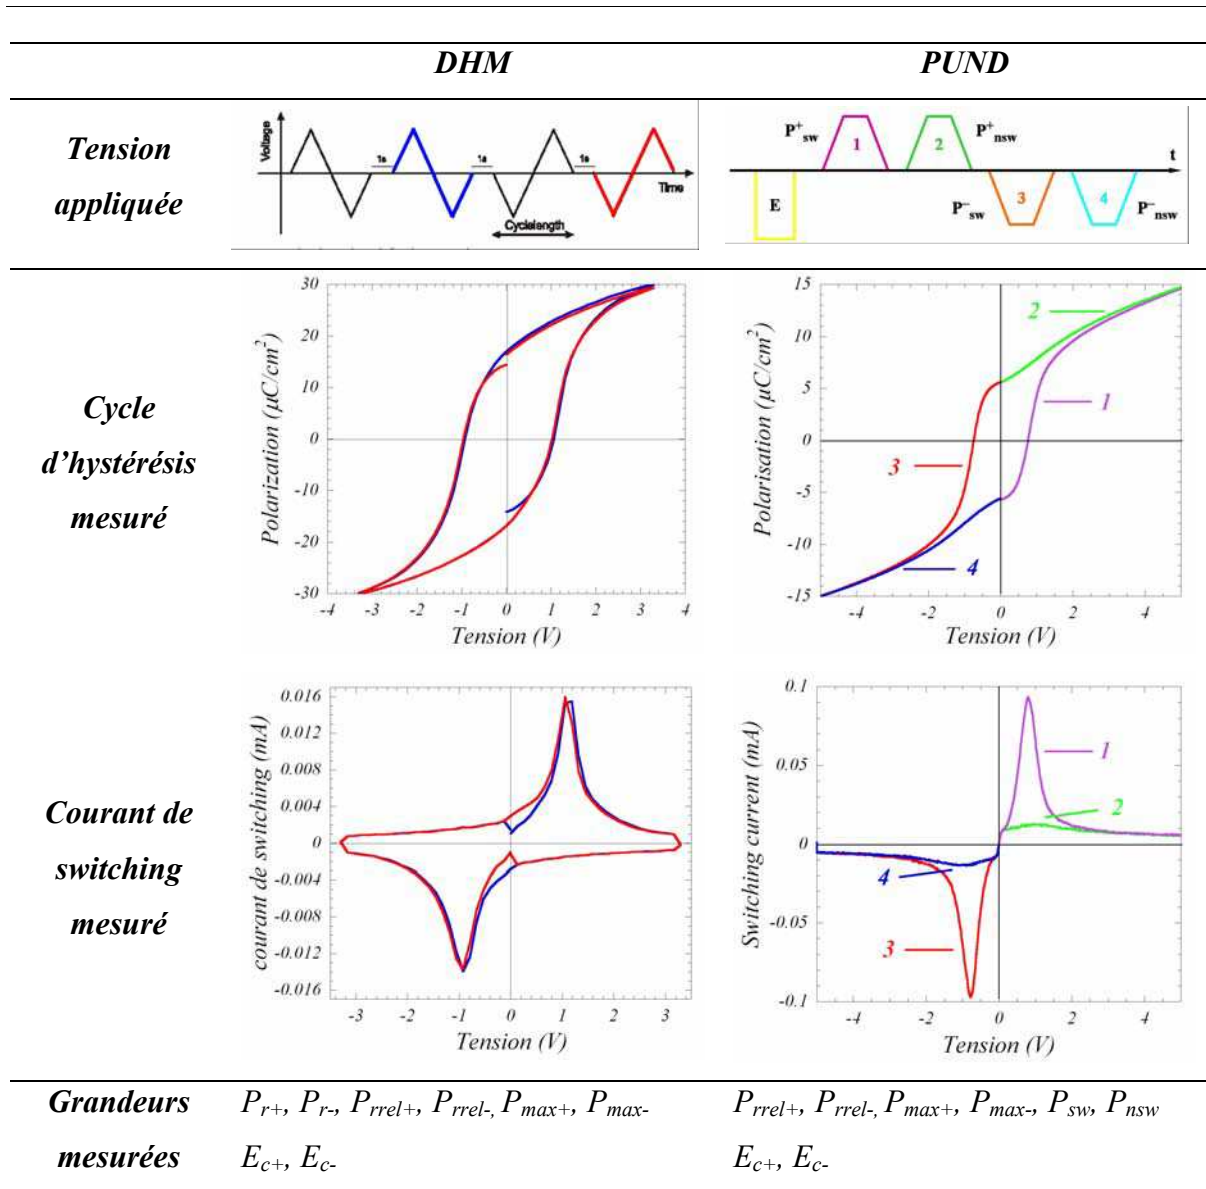 DHM PUND
Tension
appliquée
Voltage
1s 1s 1s
Time
Cyclelength
P+sw 1 2 P+nsw
t
E P-sw 3 4 P-nsw
Cycle
d'hystérésis
mesuré
Polarization (µC/cm2)
30
20
10
0
-10
-20
-30
-4 -3 -2 -1 0 1 2 3 4
Tension (V)
Polarisation (µC/cm2)
15
10
5
0
-5
-10
-15
2
1
3
4
-4 -2 0 2 4
Tension (V)
Courant de
switching
mesuré
courant de switching (mA)
0.016
0.012
0.008
0.004
0
-0.004
-0.008
-0.012
-0.016
-3 -2 -1 0 1 2 3
Tension (V)
Switching current (mA)
0.1
0.05
0
-0.05
-0.1
1
2
4
3
-4 -2 0 2 4
Tension (V)
Grandeurs
mesurées
Pr+, Pr-, Prrel+, Prrel-, Pmax+, Pmax-
Ec+, Ec-
Prrel+, Prrel-, Pmax+, Pmax-, Psw, Pnsw
Ec+, Ec-